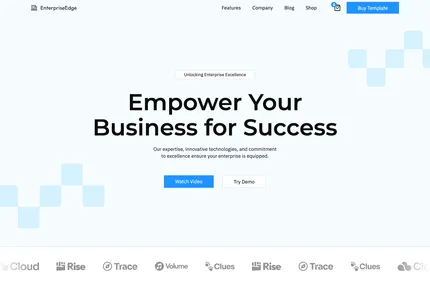 EnterpriseEdge
Features
Company
Blog
Shop
Buy Template
Unlocking Enterprise Excellence
Empower Your
Business for Success
Our expertise, innovative technologies, and commitment
to excellence ensure your enterprise is equipped.
Watch Video
Try Demo
Cloud
Rise
Trace
Volume
Clues
Rise
Trace
Clues
Clo